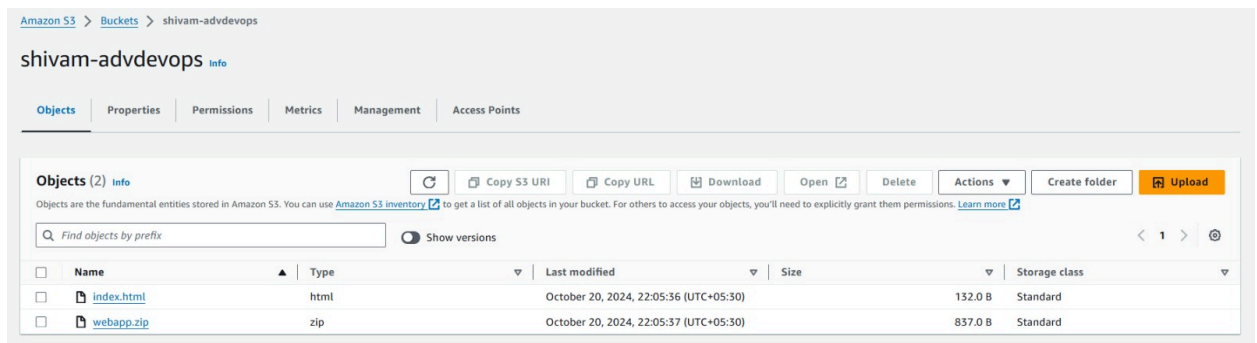 Amazon S3 > Buckets > shivam-advdevops
shivam-advdevops Info
Objects Properties Permissions Metrics Management Access Points
Objects (2) Info Copy S3 URI Copy URL Download Open Delete Actions Create folder Upload
Objects are the fundamental entities stored in Amazon S3. You can use Amazon S3 inventory to get a list of all objects in your bucket. For others to access your objects, you'll need to explicitly grant them permissions. Learn more
Find objects by prefix Show versions < 1 >
Name Type Last modified Size Storage class
index.html html October 20, 2024, 22:05:36 (UTC+05:30) 132.0 B Standard
webapp.zip zip October 20, 2024, 22:05:37 (UTC+05:30) 837.0 B Standard